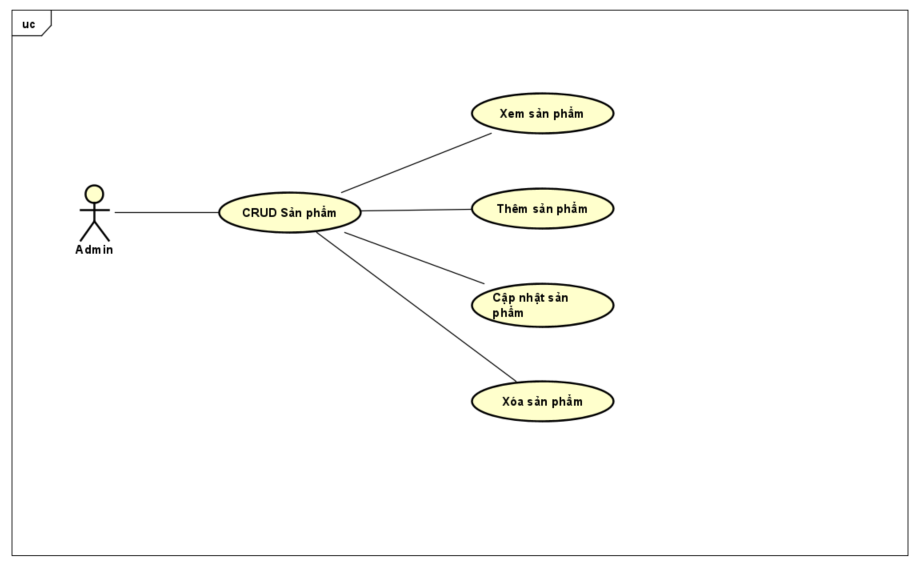 uc
Xem sản phẩm
Thêm sản phẩm
CRUD Sản phẩm
Admin
Cập nhật sản
phẩm
Xóa sản phẩm